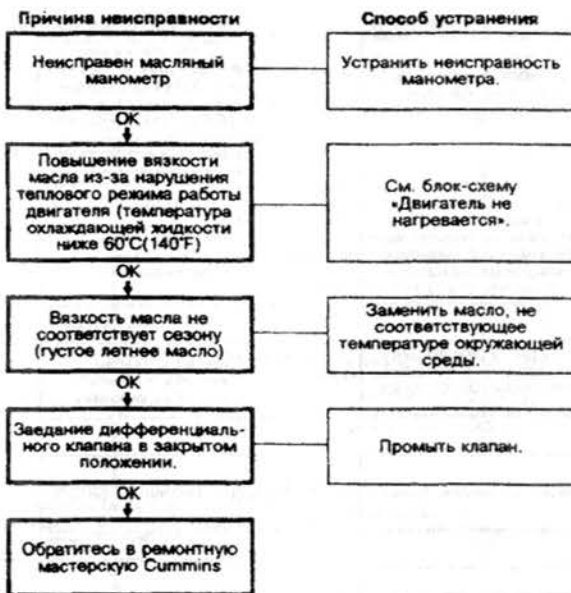 Причина неисправности
Способ устранения
Неисправен масляный
манометр
Устранить неисправность
манометра.
OK
Повышение вязкости
масла из-за нарушения
теплового режима работы
двигателя (температура
охлаждающей жидкости
ниже 60°C(140°F)
См. блок-схему
«Двигатель не
нагревается».
OK
Вязкость масла не
соответствует сезону
(густое летнее масло)
Заменить масло, не
соответствующее
температуре окружающей
среды.
OK
Заедание дифференциаль-
ного клапана в закрытом
положении.
Промыть клапан.
OK
Обратитесь в ремонтную
мастерскую Cummins